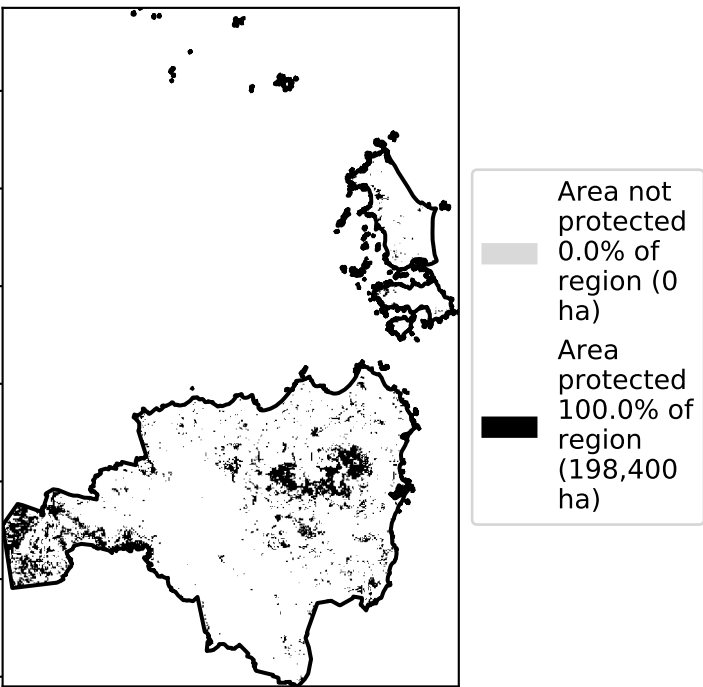 Area not
protected
0.0% of
region (0
ha)
Area
protected
100.0% of
region
(198,400
ha)